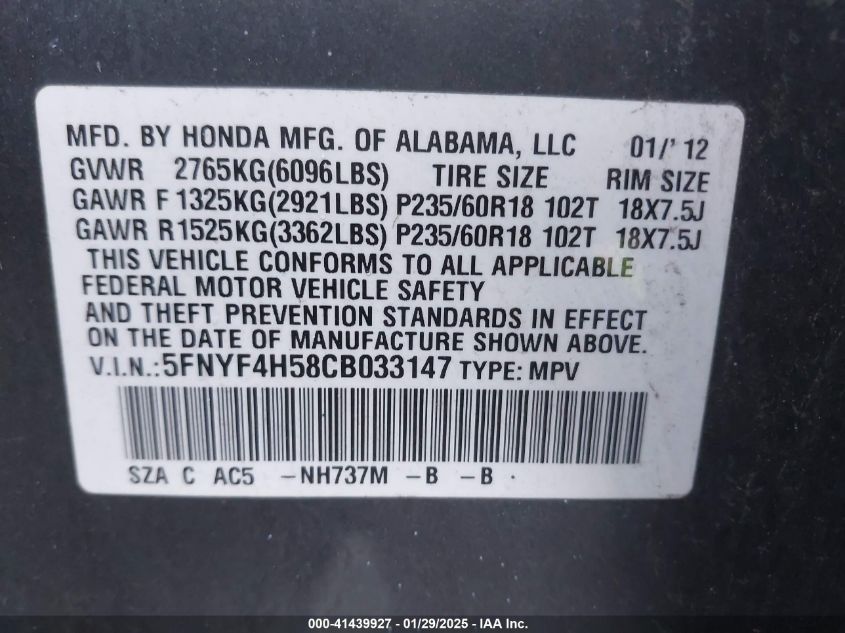 MFD. BY HONDA MFG. OF ALABAMA, LLC 01/'12
GVWR 2765KG(6096LBS) TIRE SIZE RIM SIZE
GAWR F 1325KG(2921LBS) P235/60R18 102T 18X7.5J
GAWR R1525KG(3362LBS) P235/60R18 102T 18X7.5J
THIS VEHICLE CONFORMS TO ALL APPLICABLE
FEDERAL MOTOR VEHICLE SAFETY
AND THEFT PREVENTION STANDARDS IN EFFECT
ON THE DATE OF MANUFACTURE SHOWN ABOVE.
V.I.N.:5FNYF4H58CB033147 TYPE: MPV
SZA C AC5 -NH737M -B -B
000-41439927 - 01/29/2025 - IAA Inc.